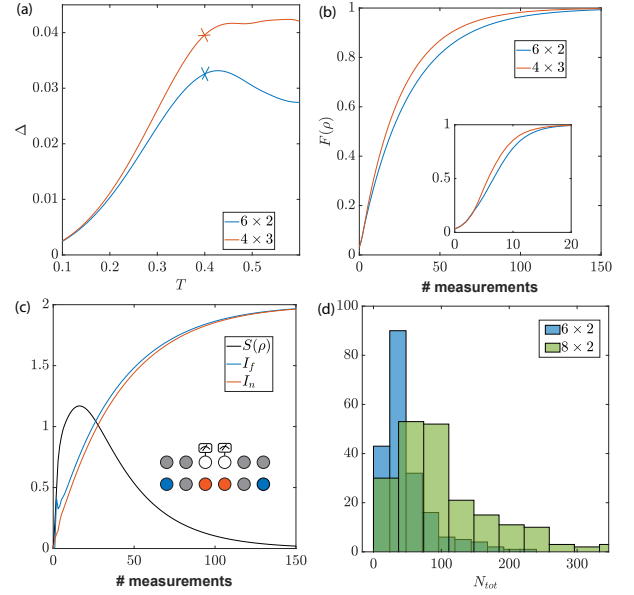 (a)
0.04
0.03
0.02
0.01
0
Δ
0.1 0.2 0.3 0.4 0.5
T
6 × 2
4 × 3
(b)
1
0.8
0.6
0.4
0.2
0
F(ρ)
0 50 100 150
# measurements
6 × 2
4 × 3
1
0.5
0
0 10 20
(c)
2
1.5
1
0.5
0
0 50 100 150
# measurements
S(ρ)
I_f
I_n
(d)
100
80
60
40
20
0
0 100 200 300
N_tot
6 × 2
8 × 2